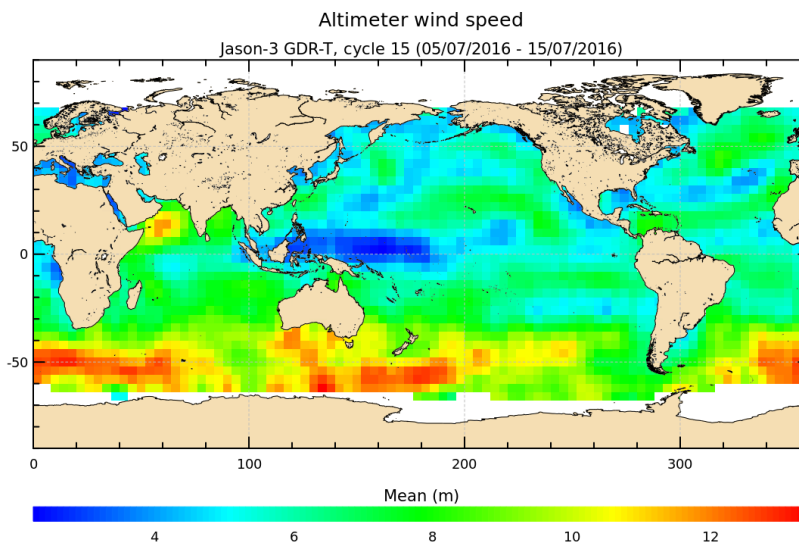 Altimeter wind speed
Jason-3 GDR-T, cycle 15 (05/07/2016 - 15/07/2016)
50
0
-50
0 100 200 300
Mean (m)
4 6 8 10 12